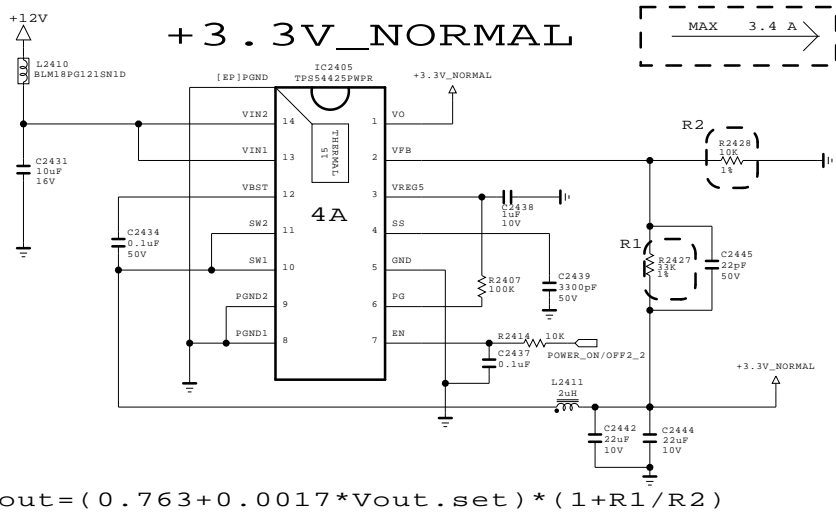 +12V
+3.3V_NORMAL
MAX 3.4 A
L2410
BLM18PG121SN1D
[EP]PGND
IC2405
TPS54425PWPR
+3.3V_NORMAL
VIN2
14
1
VO
THERMAL
15
VIN1
13
2
VFB
R2
R2428
10K
1%
C2431
10uF
16V
VBST
12
3
VREG5
C2438
1uF
10V
4A
SW2
11
4
SS
C2434
0.1uF
50V
R1
R2427
33K
1%
C2445
22pF
50V
SW1
10
5
GND
R2407
100K
C2439
3300pF
50V
PGND2
9
6
PG
PGND1
8
7
EN
R2414 10K
POWER_ON/OFF2_2
C2437
0.1uF
+3.3V_NORMAL
L2411
2uH
C2442
22uF
10V
C2444
22uF
10V
out=(0.763+0.0017*Vout.set)*(1+R1/R2)